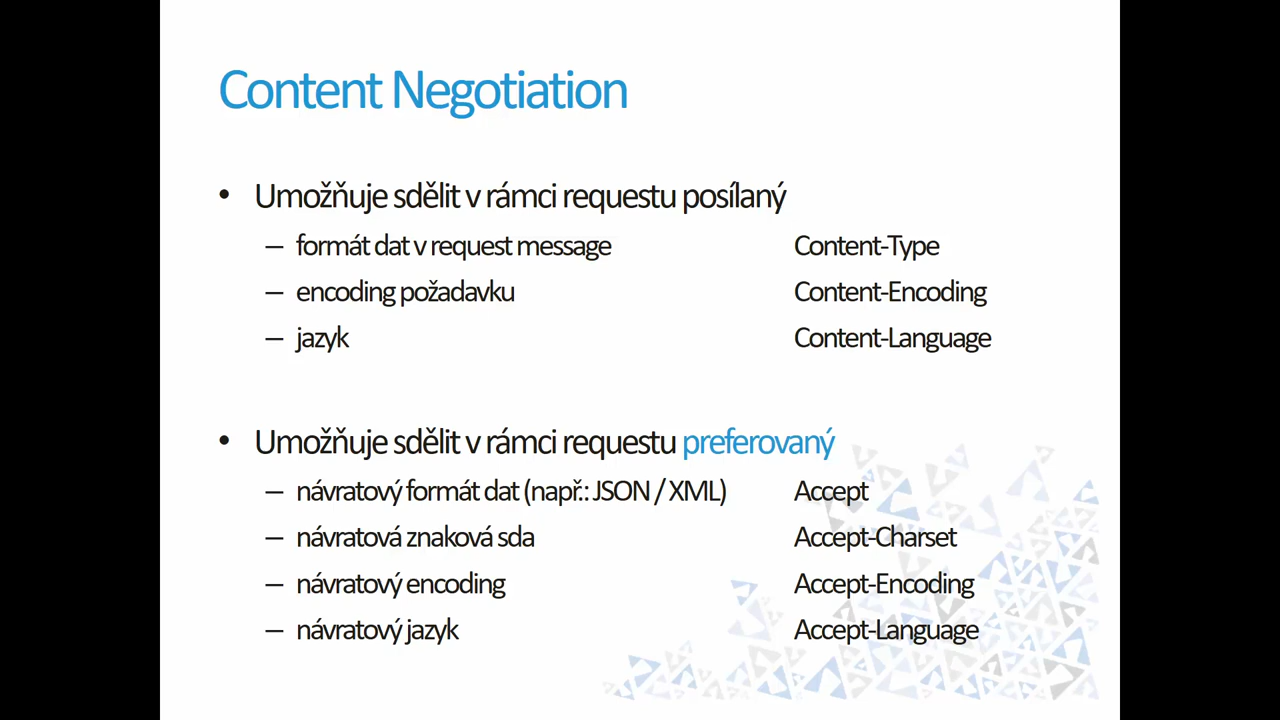 Content Negotiation
• Umožňuje sdělit v rámci requestu posílaný
– formát dat v request message Content-Type
– encoding požadavku Content-Encoding
– jazyk Content-Language
• Umožňuje sdělit v rámci requestu preferovaný
– návratový formát dat (např.: JSON / XML) Accept
– návratová znaková sda Accept-Charset
– návratový encoding Accept-Encoding
– návratový jazyk Accept-Language